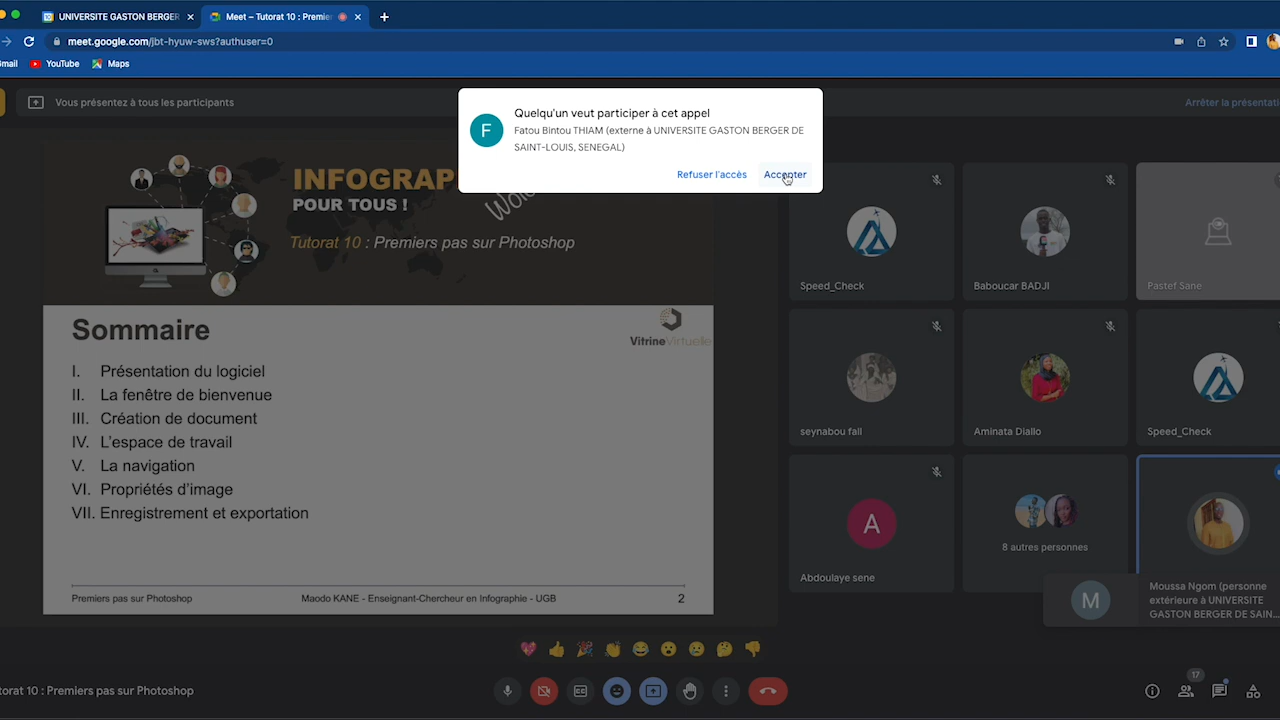 UNIVERSITE GASTON BERGER
Meet – Tutorat 10 : Premier
meet.google.com/jbt-hyuw-sws?authuser=0
YouTube
Maps
Vous présentez à tous les participants
Quelqu'un veut participer à cet appel
F
Fatou Bintou THIAM (externe à UNIVERSITE GASTON BERGER DE
SAINT-LOUIS, SENEGAL)
Refuser l'accès
Accepter
Arrêter la présentati
INFOGRAP
POUR TOUS !
Tutorat 10 : Premiers pas sur Photoshop
Sommaire
VitrineVirtuelle
I. Présentation du logiciel
II. La fenêtre de bienvenue
III. Création de document
IV. L'espace de travail
V. La navigation
VI. Propriétés d'image
VII. Enregistrement et exportation
Premiers pas sur Photoshop
Maodo KANE - Enseignant-Chercheur en Infographie - UGB
2
Speed_Check
Baboucar BADJI
Pastef Sane
seynabou fall
Aminata Diallo
Speed_Check
A
Abdoulaye sene
8 autres personnes
M
Moussa Ngom (personne
extérieure à UNIVERSITE
GASTON BERGER DE SAIN...
torat 10 : Premiers pas sur Photoshop
17